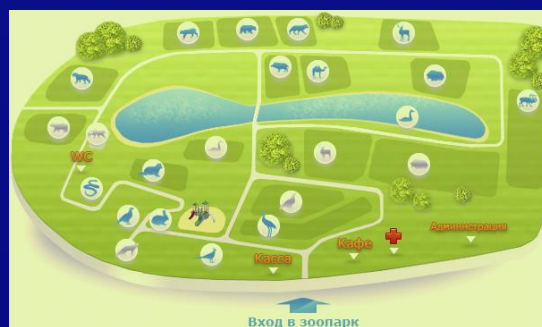 WC
Администрация
Кафе
Касса
Вход в зоопарк